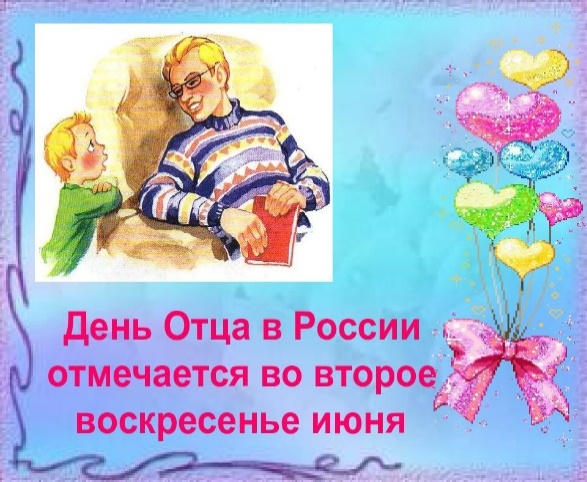 День Отца в России
отмечается во второе
воскресенье июня